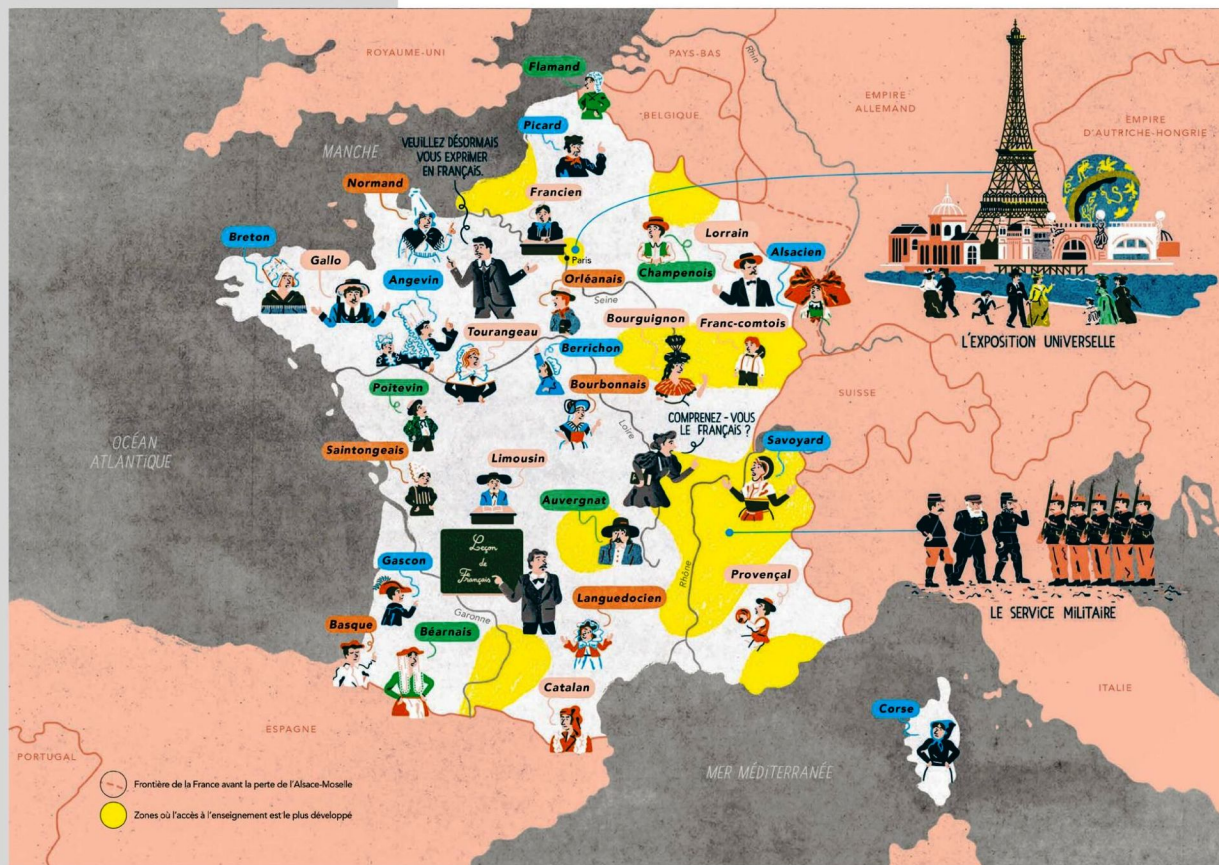 ROYAUME-UNI
PAYS-BAS
Rhin
Flamand
EMPIRE
ALLEMAND
BELGIQUE
EMPIRE
D'AUTRICHE-HONGRIE
Picard
MANCHE
VEUILLEZ DÉSORMAIS
VOUS EXPRIMER
EN FRANÇAIS.
Normand
Francien
Breton
Gallo
Lorrain
Alsacien
Paris
Champenois
Angevin
Orléanais
Seine
Tourangeau
Bourguignon
Franc-comtois
L'EXPOSITION UNIVERSELLE
Berrichon
Poitevin
Bourbonnais
SUISSE
COMPRENEZ-VOUS
LE FRANÇAIS ?
Loire
OCÉAN
ATLANTIQUE
Savoyard
Saintongeais
Limousin
Auvergnat
Leçon
de
Français
Gascon
Rhône
Provençal
Languedocien
LE SERVICE MILITAIRE
Garonne
Basque
Béarnais
Catalan
ITALIE
Corse
ESPAGNE
PORTUGAL
MER MÉDITERRANÉE
Frontière de la France avant la perte de l'Alsace-Moselle
Zones où l'accès à l'enseignement est le plus développé